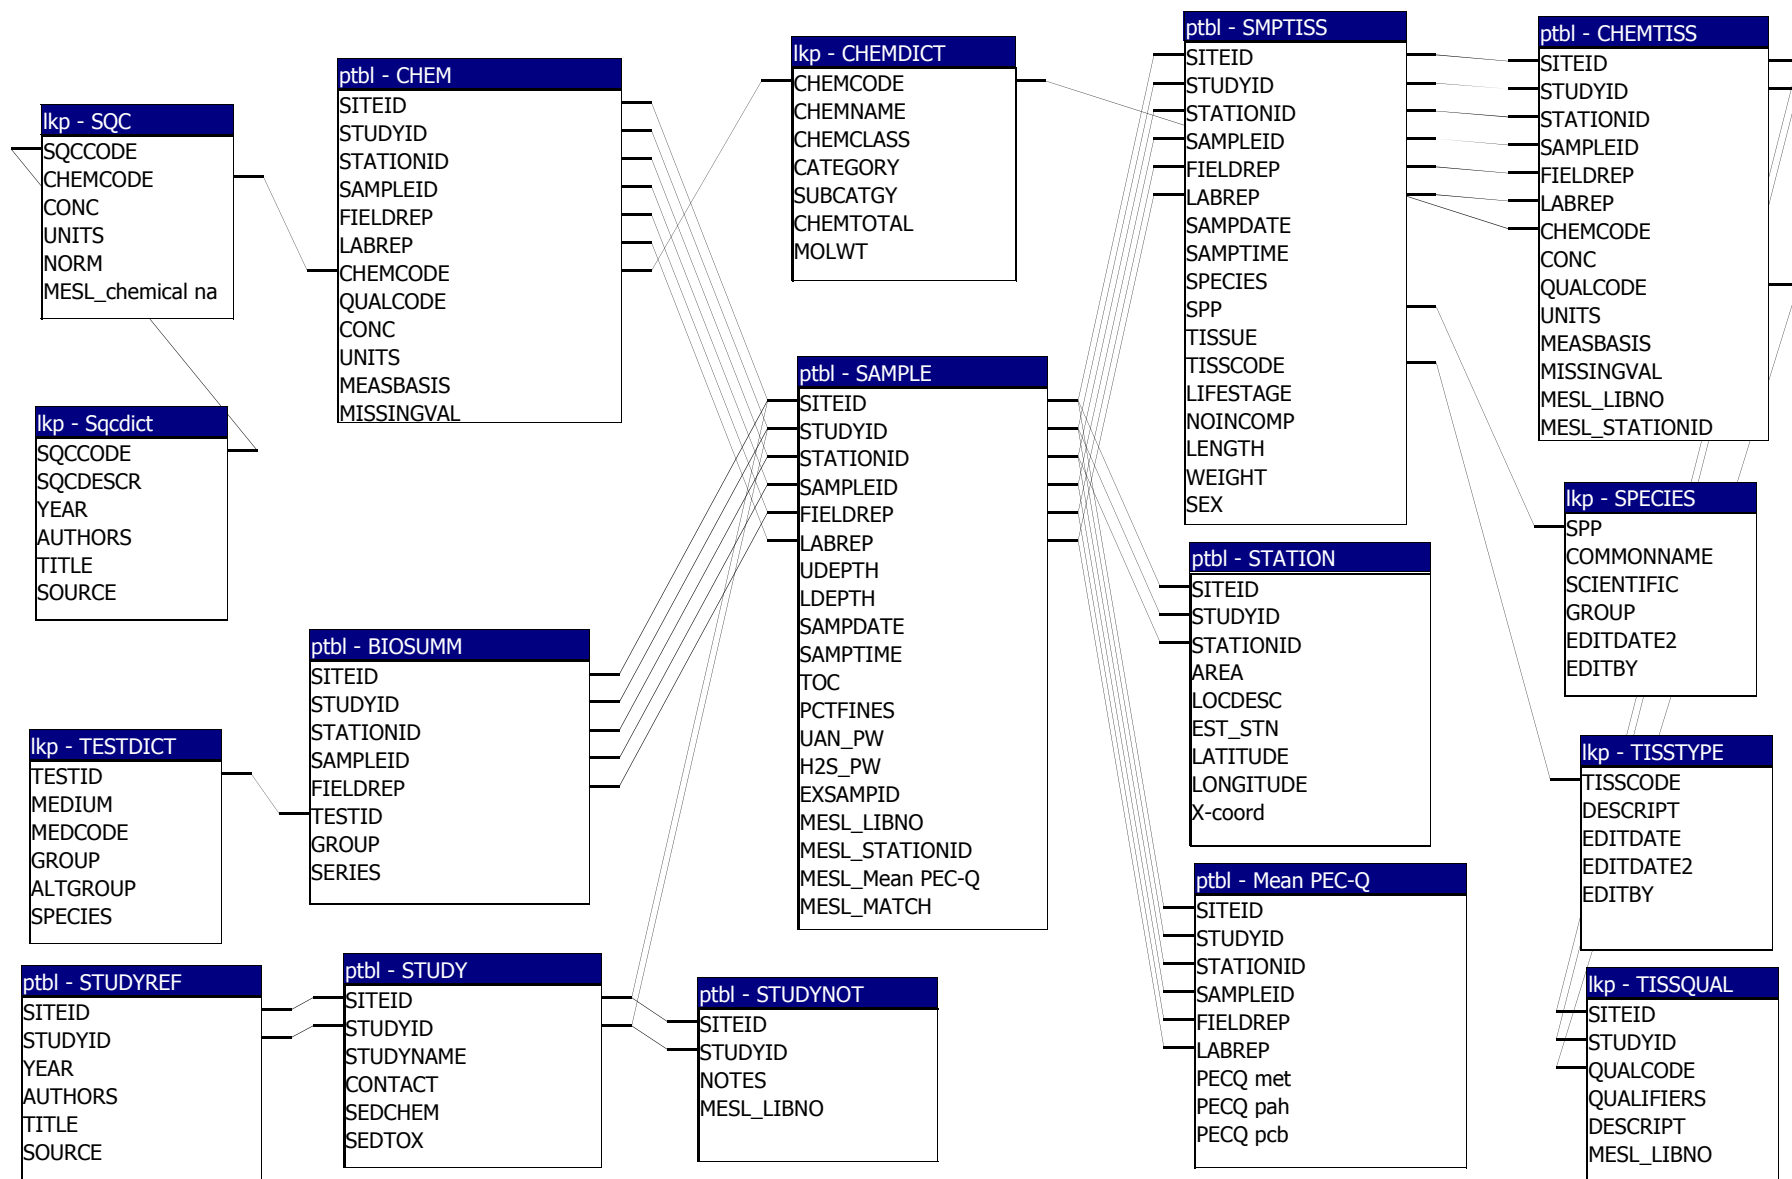 lkp - SQC
SQCCODE
CHEMCODE
CONC
UNITS
NORM
MESL_chemical na
lkp - Sqcdict
SQCCODE
SQCDESCR
YEAR
AUTHORS
TITLE
SOURCE
lkp - TESTDICT
TESTID
MEDIUM
MEDCODE
GROUP
ALTGROUP
SPECIES
ptbl - STUDYREF
SITEID
STUDYID
YEAR
AUTHORS
TITLE
SOURCE
ptbl - CHEM
SITEID
STUDYID
STATIONID
SAMPLEID
FIELDREP
LABREP
CHEMCODE
QUALCODE
CONC
UNITS
MEASBASIS
MISSINGVAL
ptbl - BIOSUMM
SITEID
STUDYID
STATIONID
SAMPLEID
FIELDREP
TESTID
GROUP
SERIES
ptbl - STUDY
SITEID
STUDYID
STUDYNAME
CONTACT
SEDCHEM
SEDTOX
ptbl - STUDYNOT
SITEID
STUDYID
NOTES
MESL_LIBNO
lkp - CHEMDICT
CHEMCODE
CHEMNAME
CHEMCLASS
CATEGORY
SUBCATGY
CHEMTOTAL
MOLWT
ptbl - SAMPLE
SITEID
STUDYID
STATIONID
SAMPLEID
FIELDREP
LABREP
UDEPTH
LDEPTH
SAMPDATE
SAMPTIME
TOC
PCTFINES
UAN_PW
H2S_PW
EXSAMPID
MESL_LIBNO
MESL_STATIONID
MESL_Mean PEC-Q
MESL_MATCH
ptbl - SMPTISS
SITEID
STUDYID
STATIONID
SAMPLEID
FIELDREP
LABREP
SAMPDATE
SAMPTIME
SPECIES
SPP
TISSUE
TISSCODE
LIFESTAGE
NOINCOMP
LENGTH
WEIGHT
SEX
ptbl - STATION
SITEID
STUDYID
STATIONID
AREA
LOCDESC
EST_STN
LATITUDE
LONGITUDE
X-coord
ptbl - Mean PEC-Q
SITEID
STUDYID
STATIONID
SAMPLEID
FIELDREP
LABREP
PECQ met
PECQ pah
PECQ pcb
ptbl - CHEMTISS
SITEID
STUDYID
STATIONID
SAMPLEID
FIELDREP
LABREP
CHEMCODE
CONC
QUALCODE
UNITS
MEASBASIS
MISSINGVAL
MESL_LIBNO
MESL_STATIONID
lkp - SPECIES
SPP
COMMONNAME
SCIENTIFIC
GROUP
EDITDATE2
EDITBY
lkp - TISSTYPE
TISSCODE
DESCRIPT
EDITDATE
EDITDATE2
EDITBY
lkp - TISSQUAL
SITEID
STUDYID
QUALCODE
QUALIFIERS
DESCRIPT
MESL_LIBNO